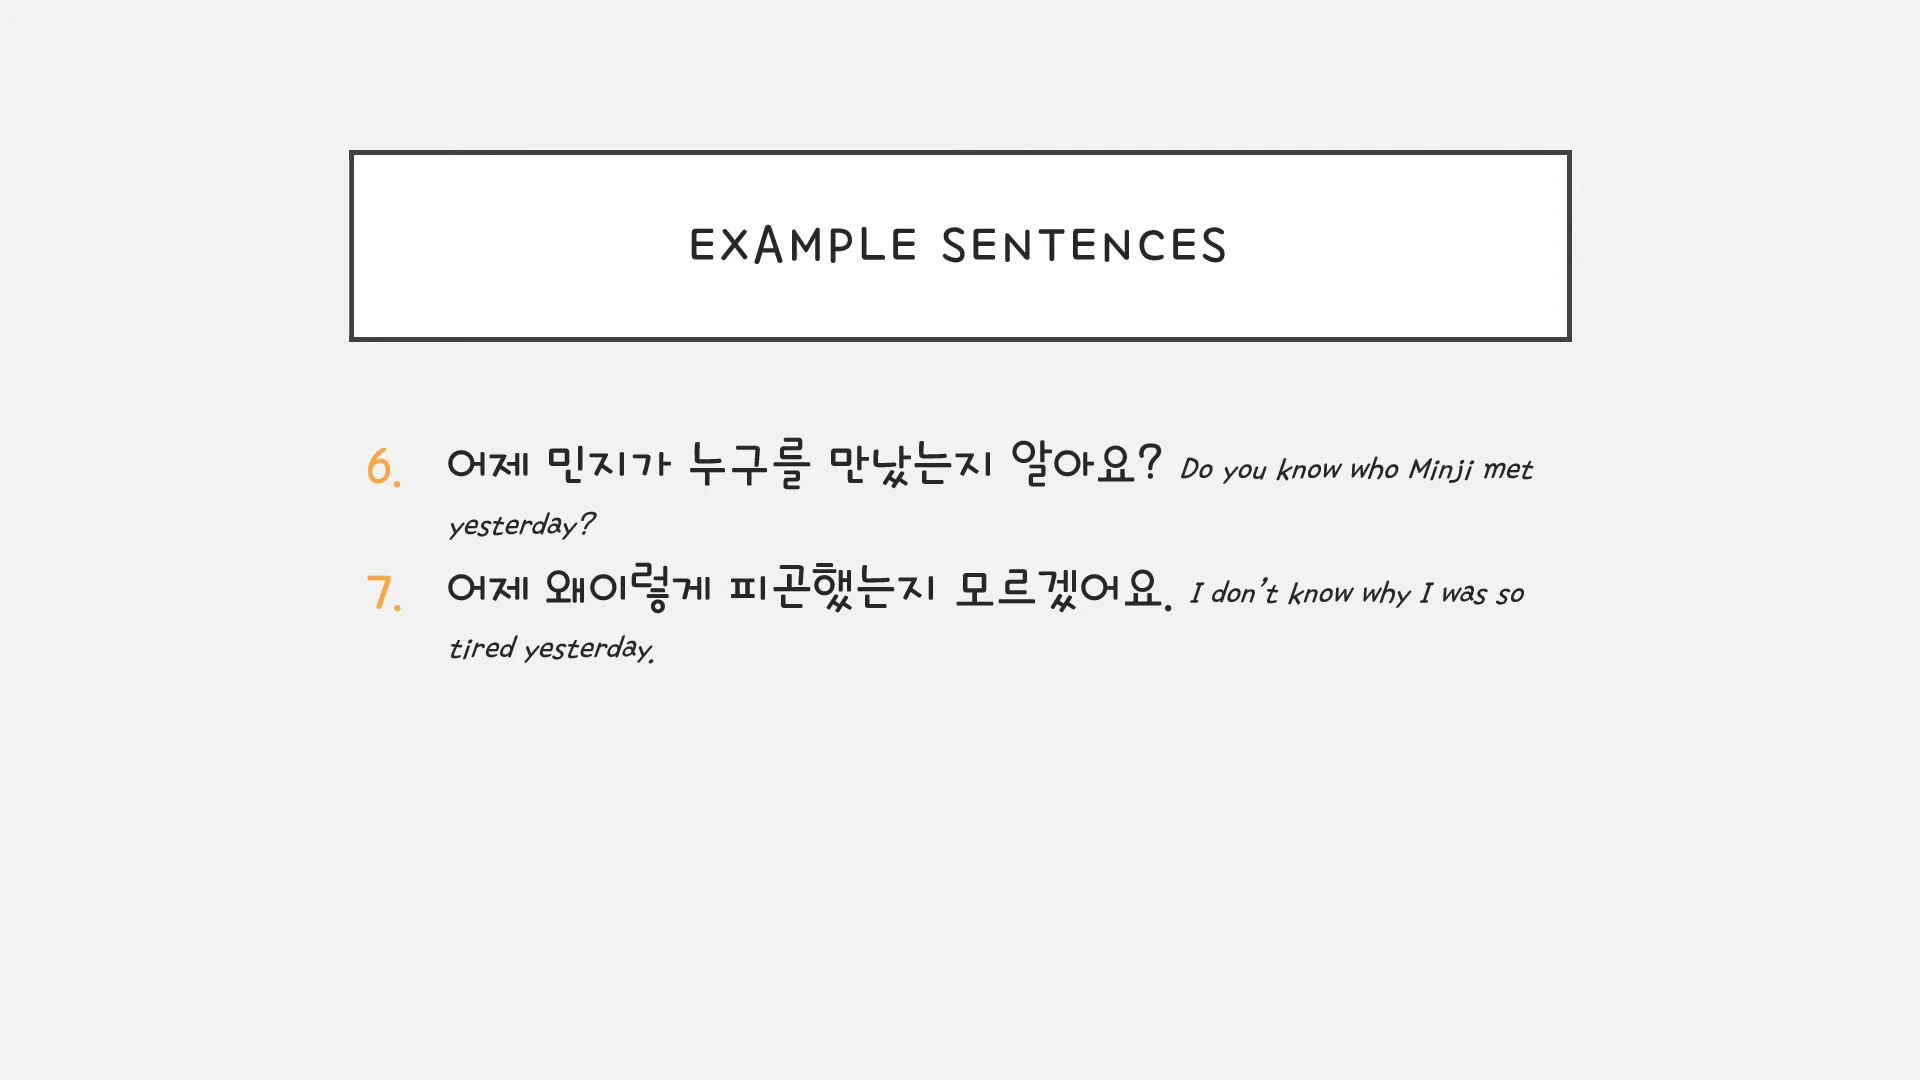 EXAMPLE SENTENCES
6. 어제 민지가 누구를 만났는지 알아요? Do you know who Minji met
yesterday?
7. 어제 왜이렇게 피곤했는지 모르겠어요. I don't know why I was so
tired yesterday.